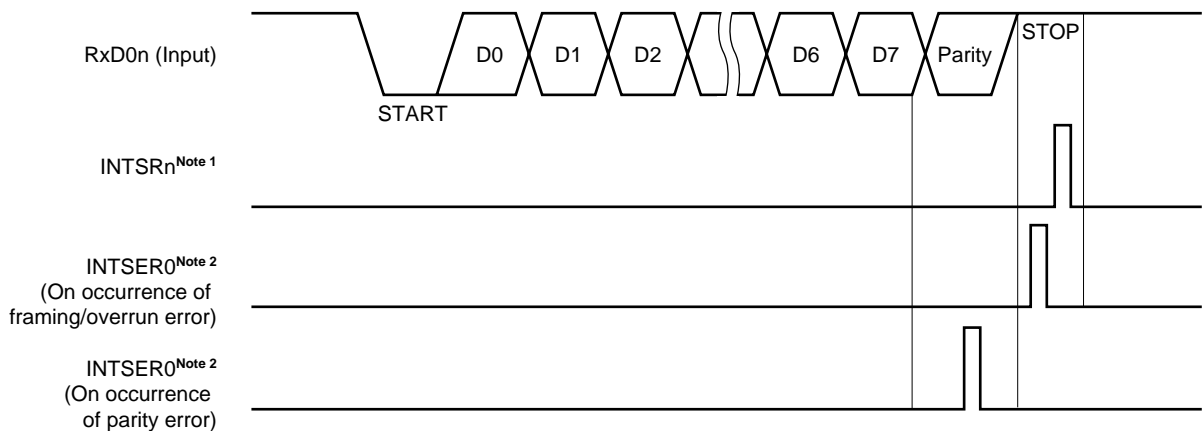 RxD0n (Input)
START
D0
D1
D2
D6
D7
Parity
STOP
INTSRnNote 1
INTSER0Note 2
(On occurrence of
framing/overrun error)
INTSER0Note 2
(On occurrence
of parity error)